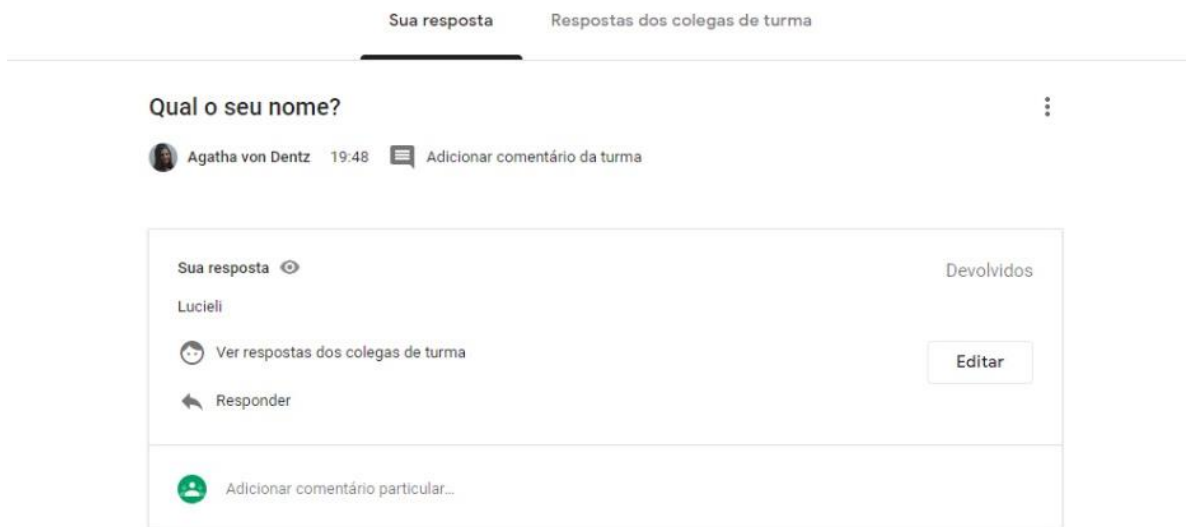 Sua resposta Respostas dos colegas de turma
Qual o seu nome?
Agatha von Dentz 19:48 Adicionar comentário da turma
Sua resposta Devolvidos
Lucieli
Ver respostas dos colegas de turma
Editar
Responder
Adicionar comentário particular...